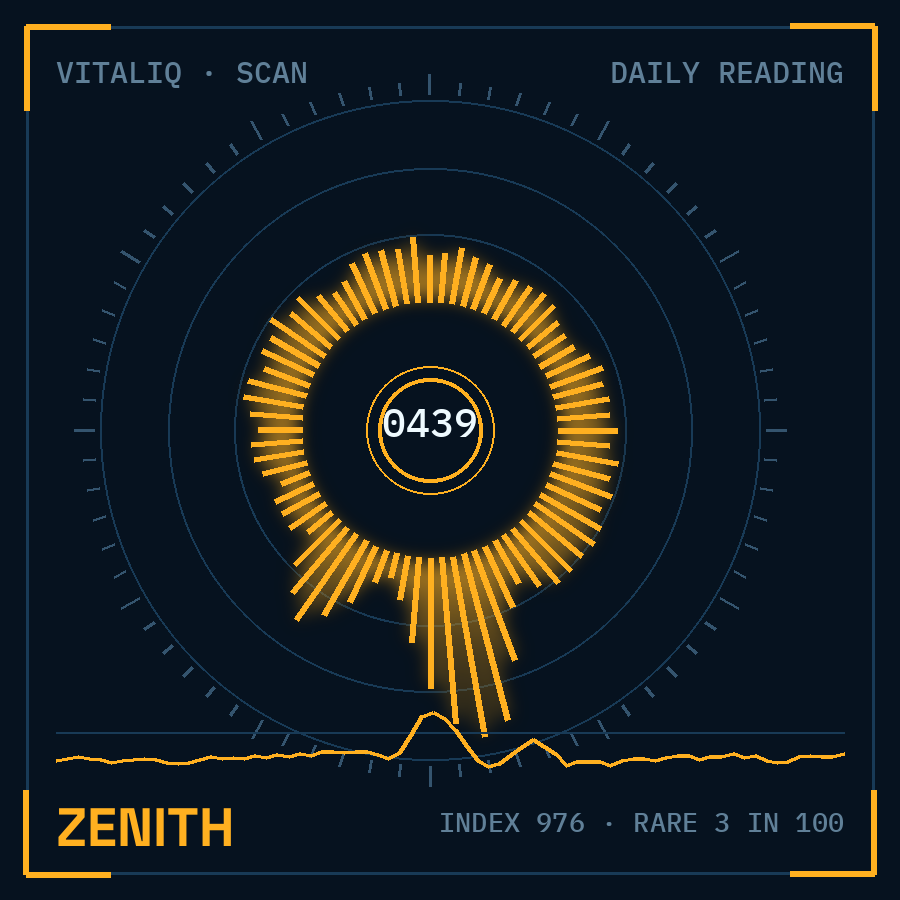 VITALIQ · SCAN
DAILY READING
0439
ZENITH
INDEX 976 · RARE 3 IN 100